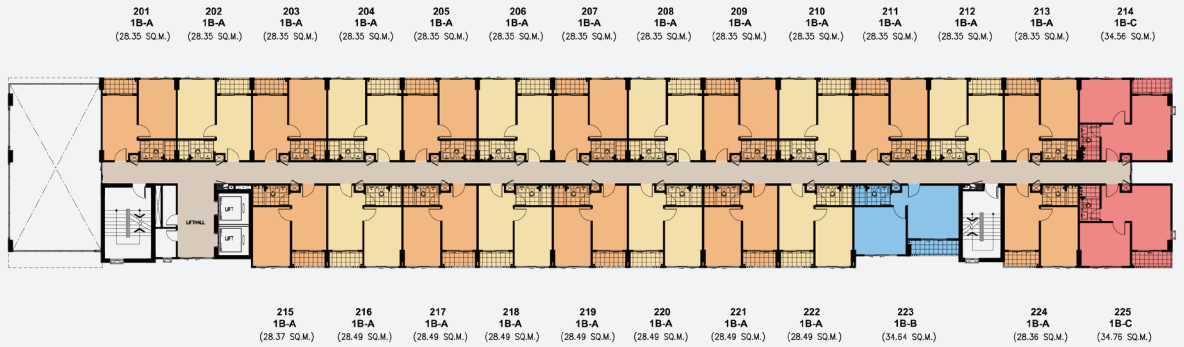 201 202 203 204 205 206 207 208 209 210 211 212 213 214
1B-A 1B-A 1B-A 1B-A 1B-A 1B-A 1B-A 1B-A 1B-A 1B-A 1B-A 1B-A 1B-A 1B-C
(28.35 SQ.M.) (28.35 SQ.M.) (28.35 SQ.M.) (28.35 SQ.M.) (28.35 SQ.M.) (28.35 SQ.M.) (28.35 SQ.M.) (28.35 SQ.M.) (28.35 SQ.M.) (28.35 SQ.M.) (28.35 SQ.M.) (28.35 SQ.M.) (28.35 SQ.M.) (34.56 SQ.M.)
LIFT
LIFTHALL
LIFT
215 216 217 218 219 220 221 222 223 224 225
1B-A 1B-A 1B-A 1B-A 1B-A 1B-A 1B-A 1B-A 1B-B 1B-A 1B-C
(28.37 SQ.M.) (28.49 SQ.M.) (28.49 SQ.M.) (28.49 SQ.M.) (28.49 SQ.M.) (28.49 SQ.M.) (28.49 SQ.M.) (28.49 SQ.M.) (34.64 SQ.M.) (28.36 SQ.M.) (34.76 SQ.M.)